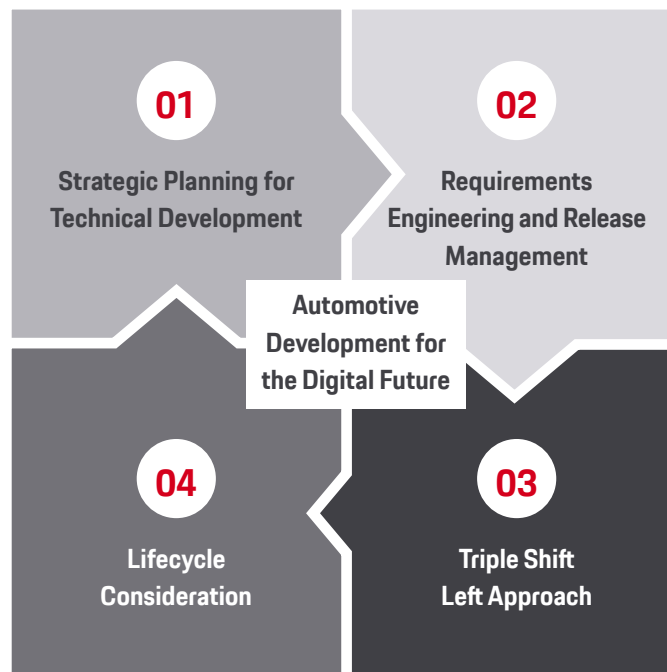 01
Strategic Planning for
Technical Development
02
Requirements
Engineering and Release
Management
Automotive
Development for
the Digital Future
04
Lifecycle
Consideration
03
Triple Shift
Left Approach